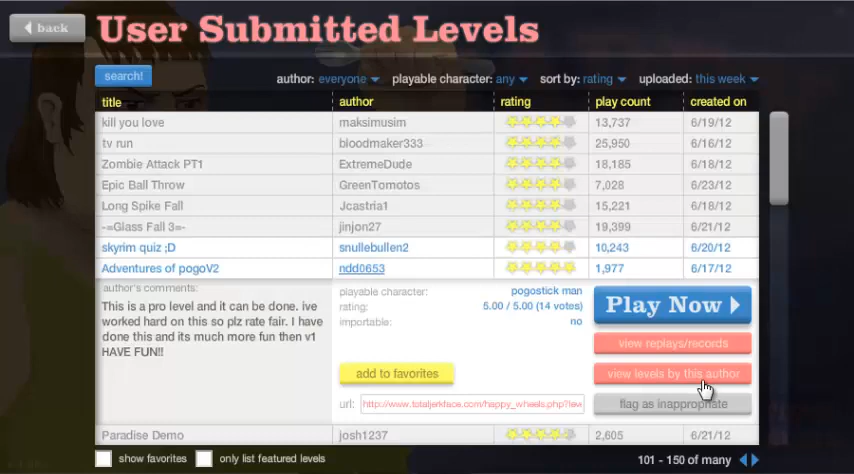 back
User Submitted Levels
search! author: everyone playable character: any sort by: rating uploaded: this week
title author rating play count created on
kill you love maksimusim 13,737 6/19/12
tv run bloodmaker333 25,950 6/16/12
Zombie Attack PT1 ExtremeDude 18,185 6/18/12
Epic Ball Throw GreenTomotos 7,028 6/23/12
Long Spike Fall Jcastria1 15,221 6/18/12
-=Glass Fall 3=- jinjon27 19,399 6/21/12
skyrim quiz ;D snullebullen2 10,243 6/20/12
Adventures of pogoV2 ndd0653 1,977 6/17/12
author's comments:
This is a pro level and it can be done. ive
worked hard on this so plz rate fair. I have
done this and its much more fun then v1
HAVE FUN!!
playable character: pogostick man
rating: 5.00 / 5.00 (14 votes)
importable: no
add to favorites
url: http://www.totaljerkface.com/happy_wheels.php?lev
Play Now
view replays/records
view levels by this author
flag as inappropriate
Paradise Demo josh1237 2,605 6/21/12
show favorites only list featured levels 101 - 150 of many